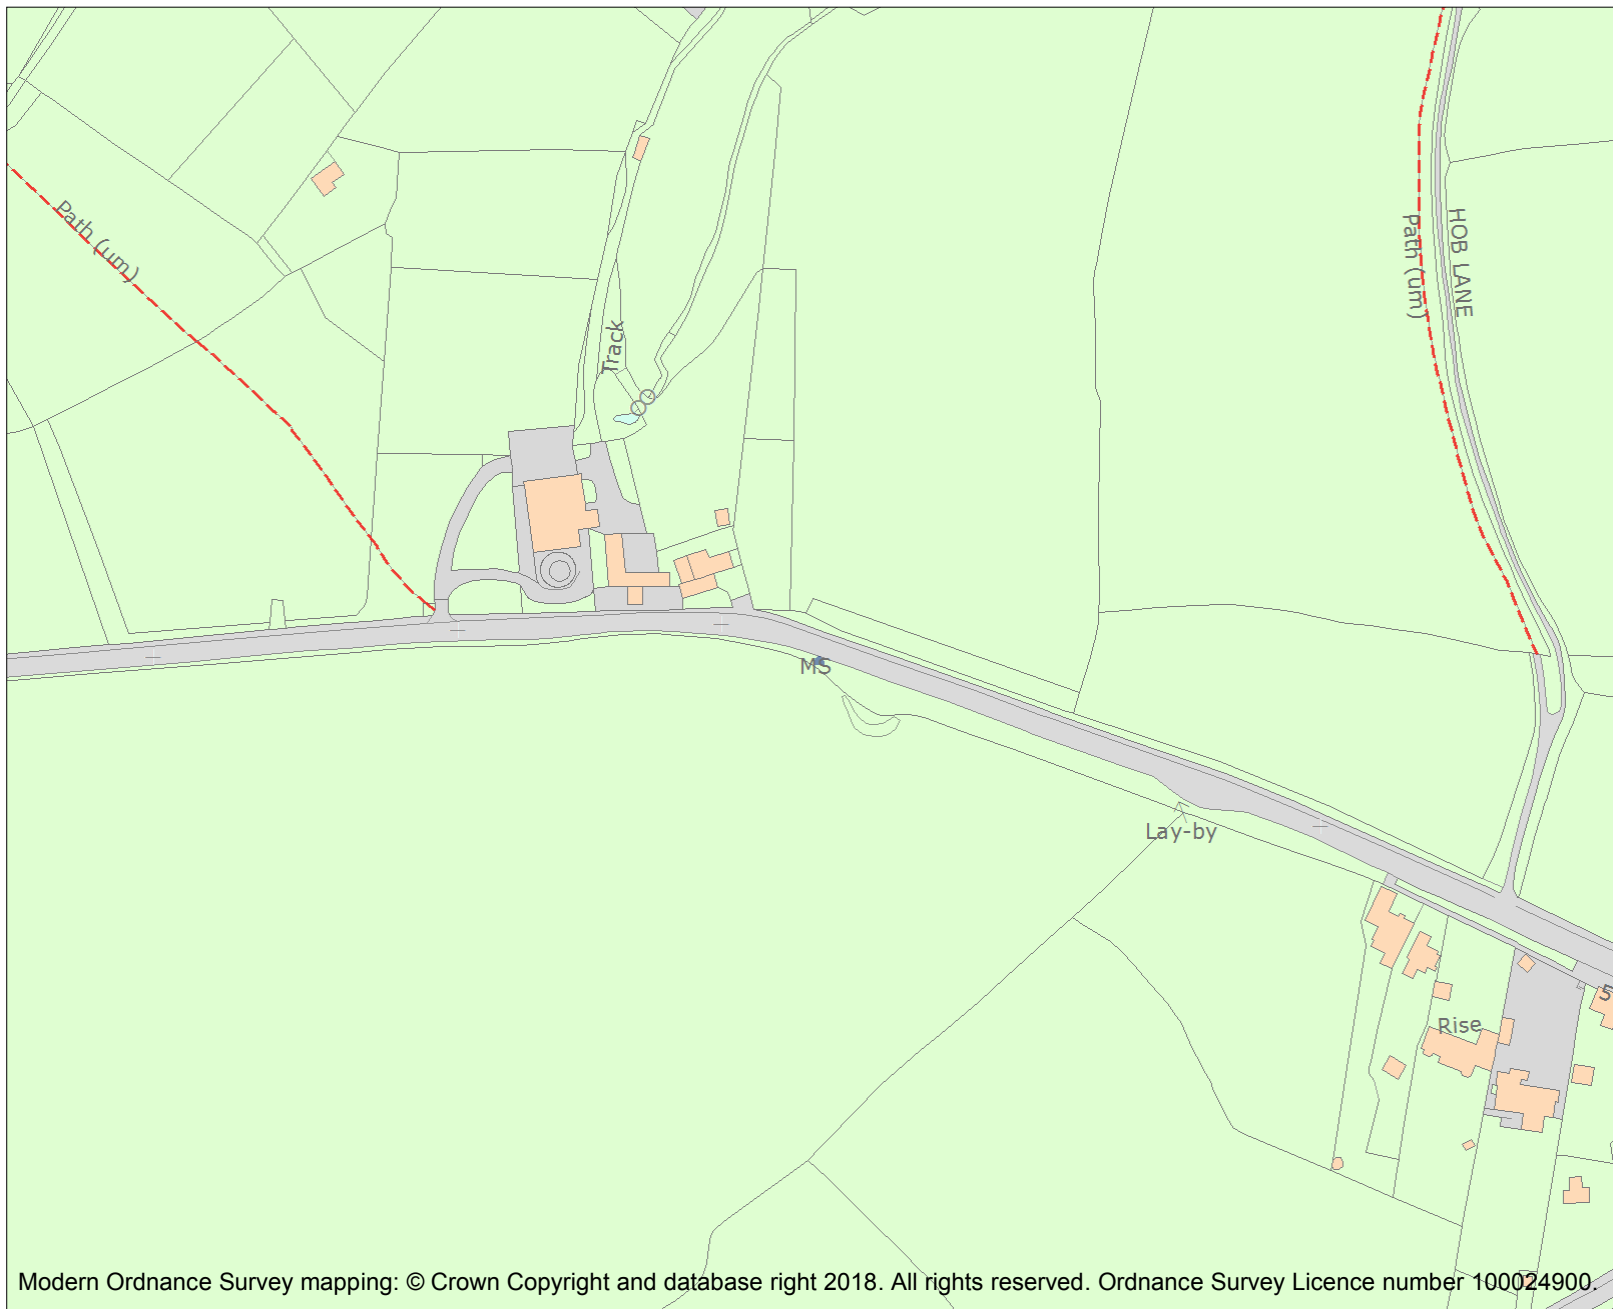 Path (um)
HOB LANE
Path (um)
Track
MS
Lay-by
5
Rise
Modern Ordnance Survey mapping: © Crown Copyright and database right 2018. All rights reserved. Ordnance Survey Licence number 100024900.